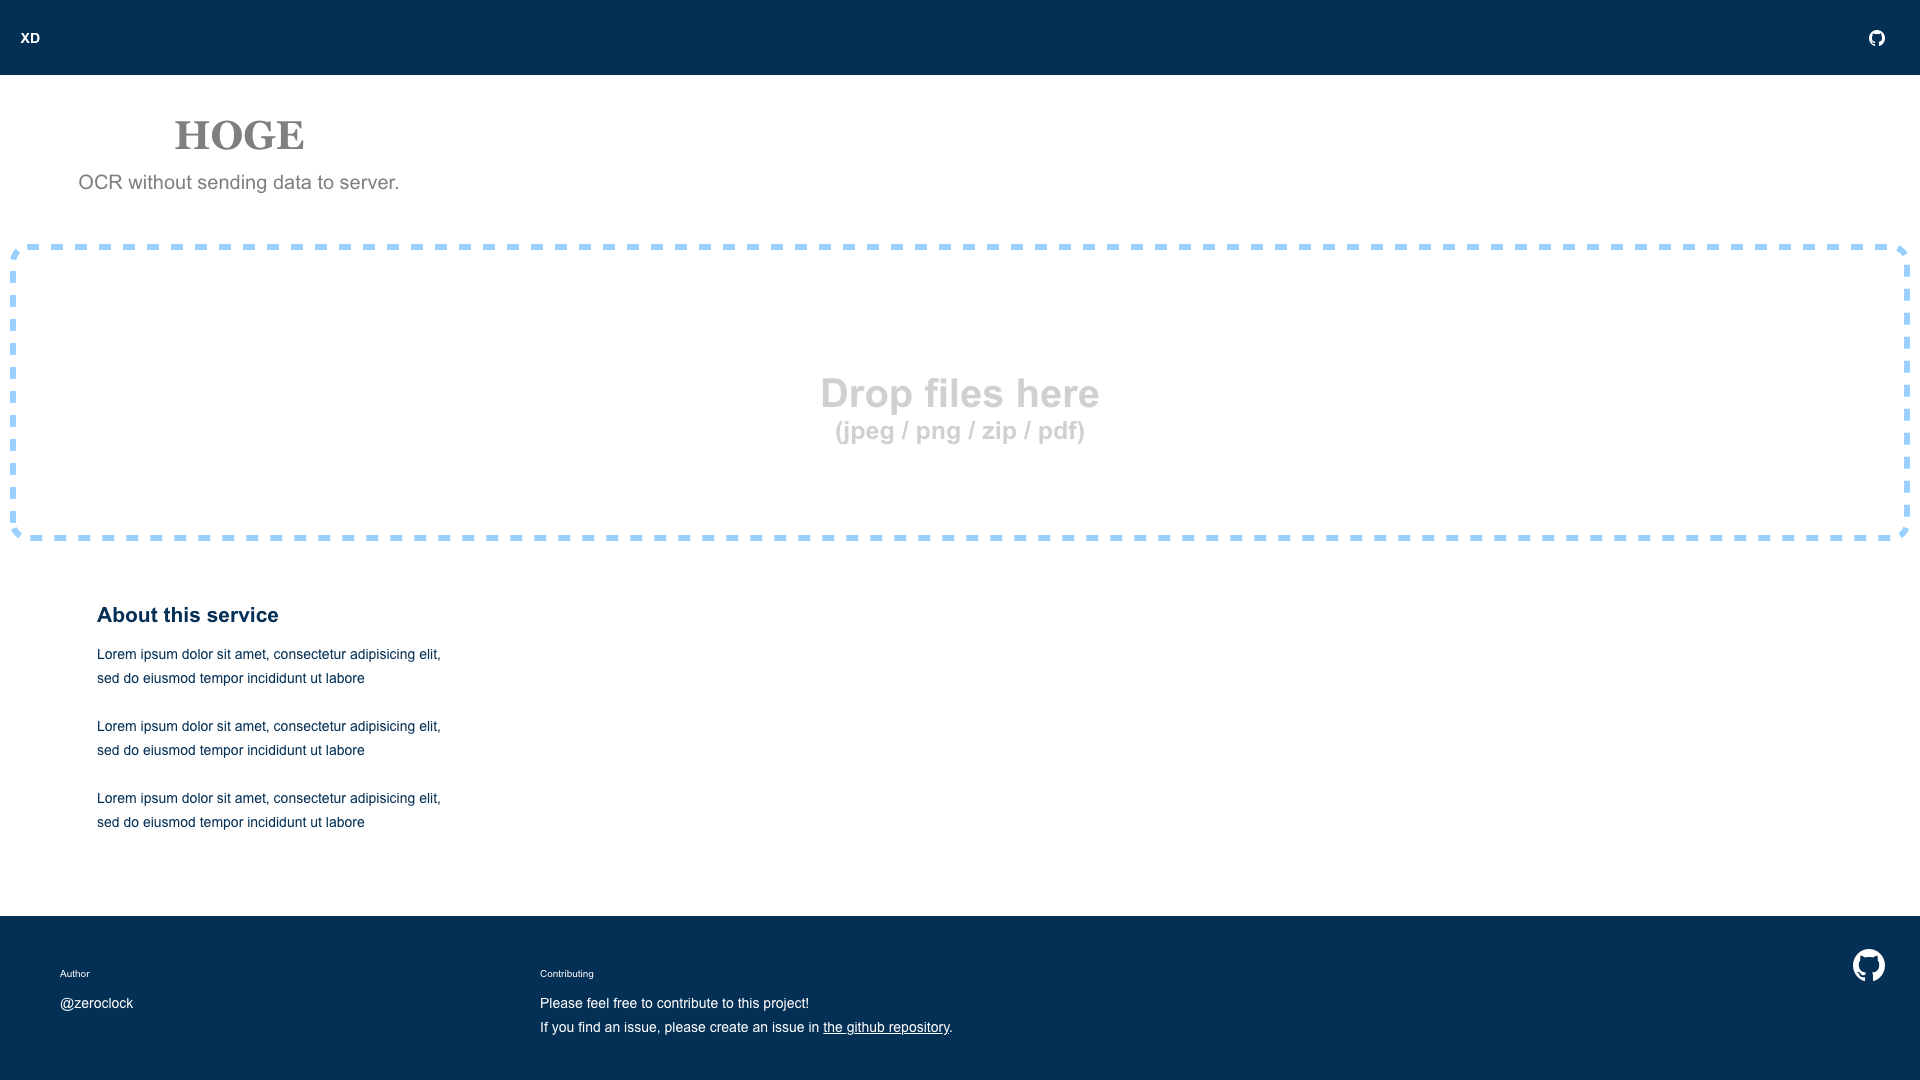 XD
HOGE
OCR without sending data to server.
Drop files here
(jpeg / png / zip / pdf)
About this service
Lorem ipsum dolor sit amet, consectetur adipisicing elit,
sed do eiusmod tempor incididunt ut labore
Lorem ipsum dolor sit amet, consectetur adipisicing elit,
sed do eiusmod tempor incididunt ut labore
Lorem ipsum dolor sit amet, consectetur adipisicing elit,
sed do eiusmod tempor incididunt ut labore
Author
@zeroclock
Contributing
Please feel free to contribute to this project!
If you find an issue, please create an issue in the github repository.